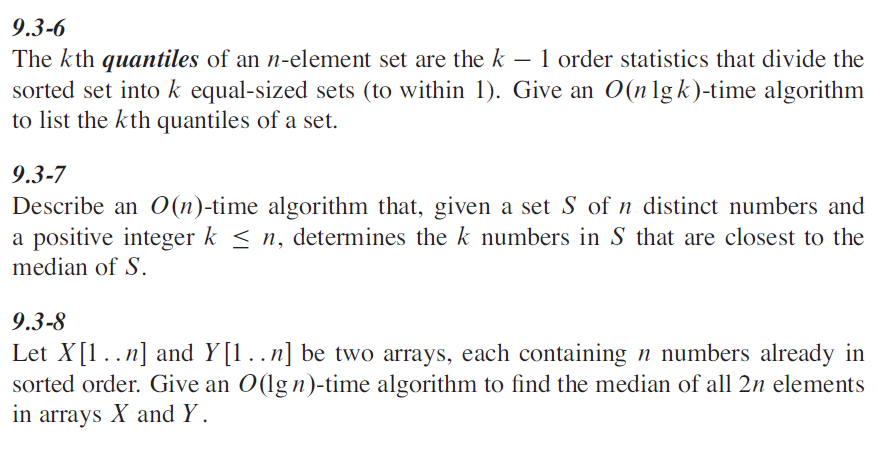 9.3-6
The kth quantiles of an n-element set are the k − 1 order statistics that divide the
sorted set into k equal-sized sets (to within 1). Give an O(n lg k)-time algorithm
to list the kth quantiles of a set.
9.3-7
Describe an O(n)-time algorithm that, given a set S of n distinct numbers and
a positive integer k ≤ n, determines the k numbers in S that are closest to the
median of S.
9.3-8
Let X[1..n] and Y[1..n] be two arrays, each containing n numbers already in
sorted order. Give an O(lg n)-time algorithm to find the median of all 2n elements
in arrays X and Y.